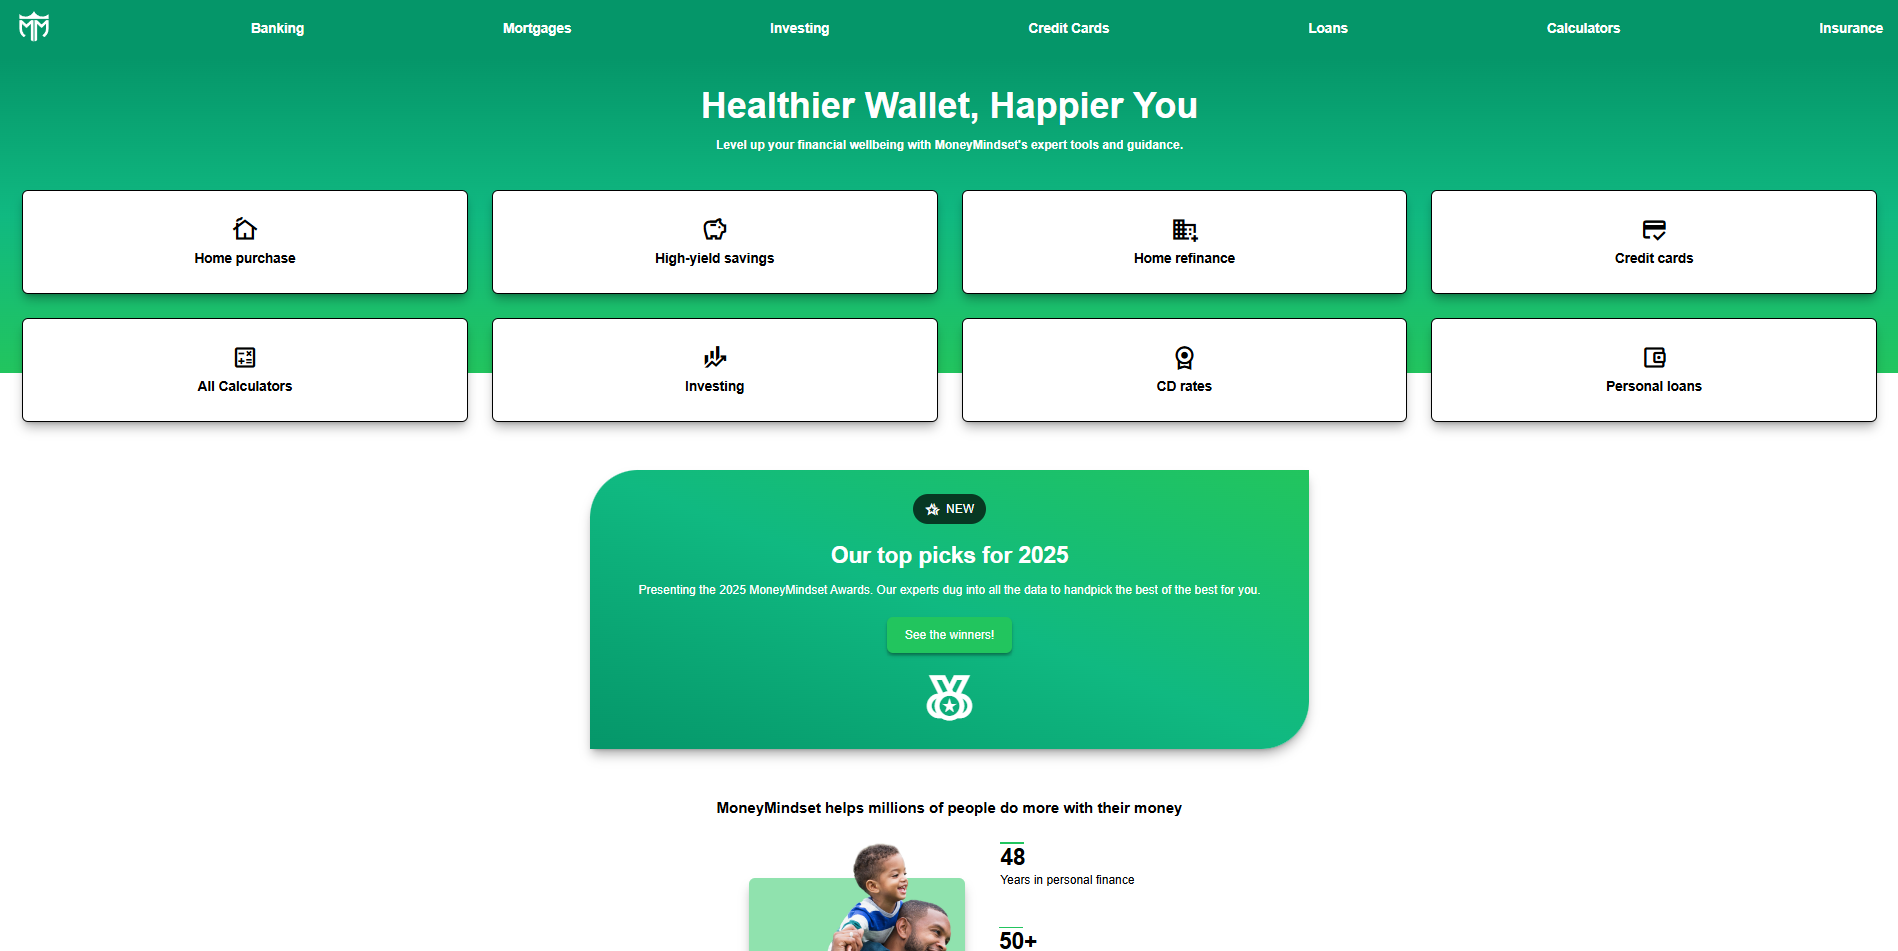 Banking
Mortgages
Investing
Credit Cards
Loans
Calculators
Insurance
Healthier Wallet, Happier You
Level up your financial wellbeing with MoneyMindset's expert tools and guidance.
Home purchase
High-yield savings
Home refinance
Credit cards
All Calculators
Investing
CD rates
Personal loans
NEW
Our top picks for 2025
Presenting the 2025 MoneyMindset Awards. Our experts dug into all the data to handpick the best of the best for you.
See the winners!
MoneyMindset helps millions of people do more with their money
48
Years in personal finance
50+